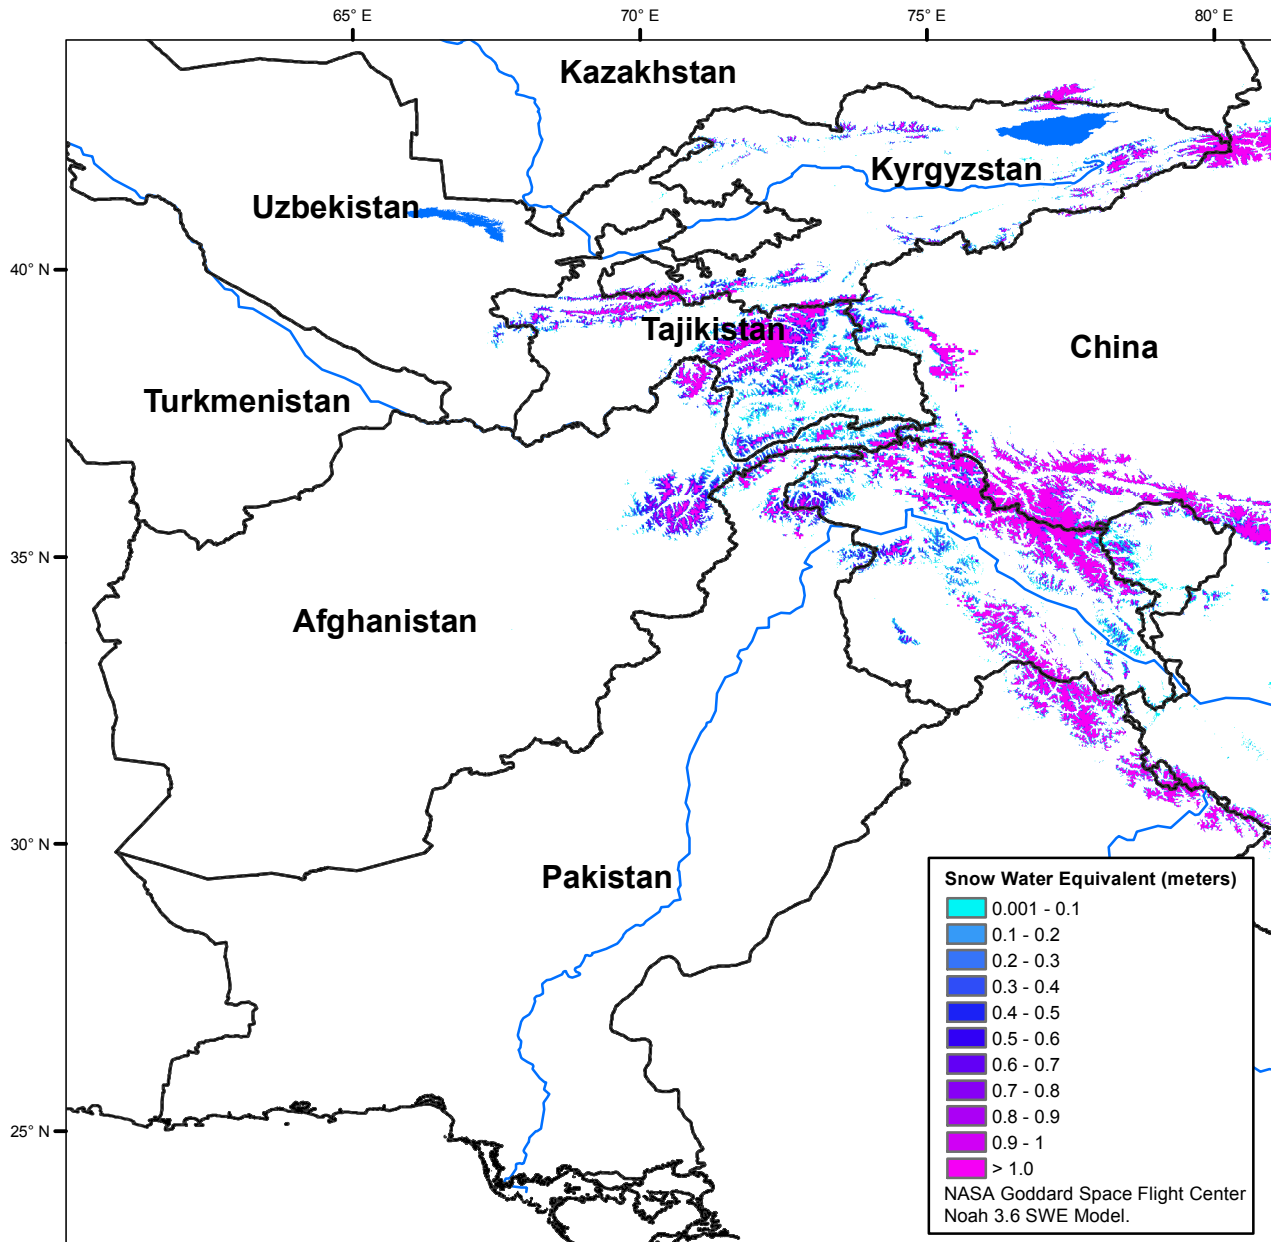 65° E
70° E
75° E
80° E
Kazakhstan
Kyrgyzstan
Uzbekistan
40° N
Tajikistan
China
Turkmenistan
35° N
Afghanistan
30° N
Pakistan
25° N
Snow Water Equivalent (meters)
0.001 - 0.1
0.1 - 0.2
0.2 - 0.3
0.3 - 0.4
0.4 - 0.5
0.5 - 0.6
0.6 - 0.7
0.7 - 0.8
0.8 - 0.9
0.9 - 1
> 1.0
NASA Goddard Space Flight Center
Noah 3.6 SWE Model.